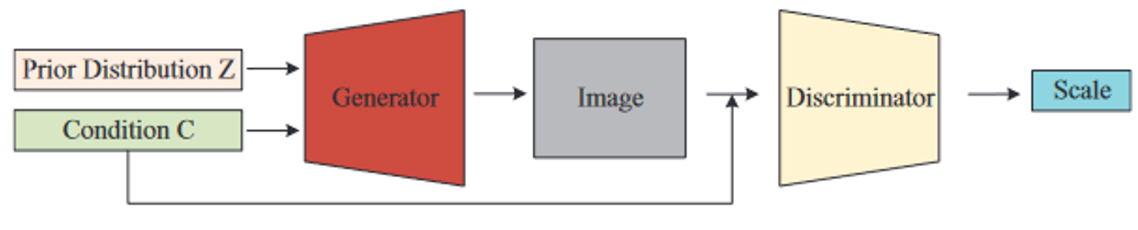 Prior Distribution Z
Condition C
Generator
Image
Discriminator
Scale